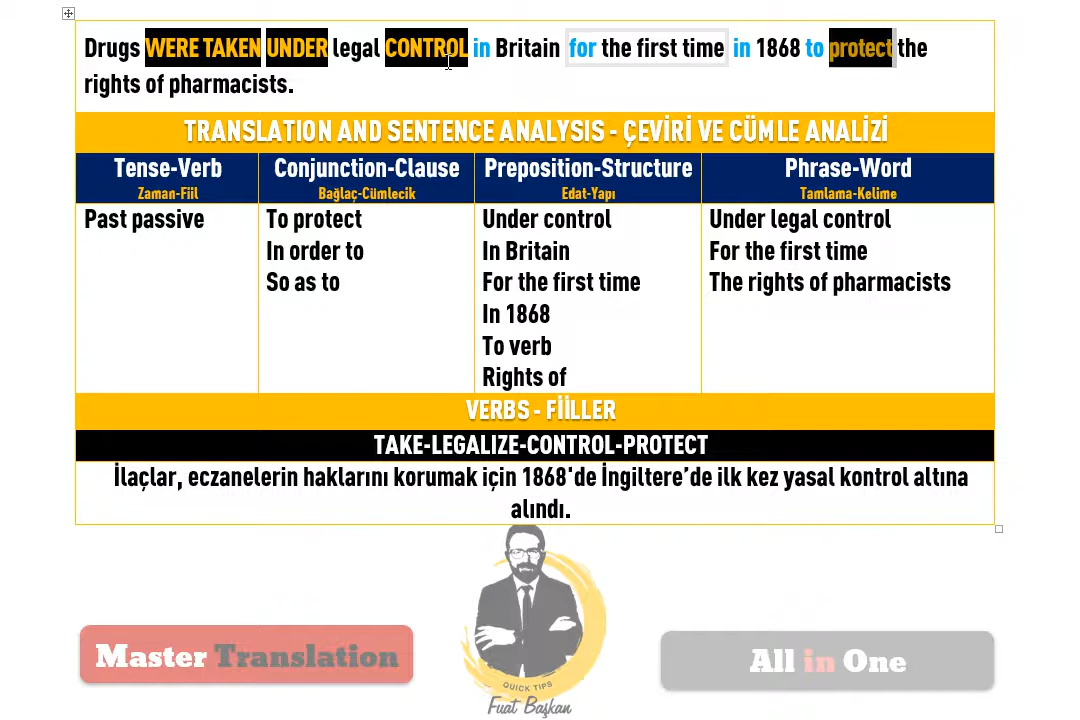 Drugs WERE TAKEN UNDER legal CONTROL in Britain for the first time in 1868 to protect the
rights of pharmacists.
TRANSLATION AND SENTENCE ANALYSIS - ÇEVİRİ VE CÜMLE ANALİZİ
Tense-Verb Conjunction-Clause Preposition-Structure Phrase-Word
Zaman-Fiil Bağlaç-Cümlecik Edat-Yapı Tamlama-Kelime
Past passive To protect Under control Under legal control
In order to In Britain For the first time
So as to For the first time The rights of pharmacists
In 1868
To verb
Rights of
VERBS - FİİLLER
TAKE-LEGALIZE-CONTROL-PROTECT
İlaçlar, eczanelerin haklarını korumak için 1868'de İngiltere’de ilk kez yasal kontrol altına
alındı.
Master Translation
All in One
QUICK TIPS
Fuat Başkan